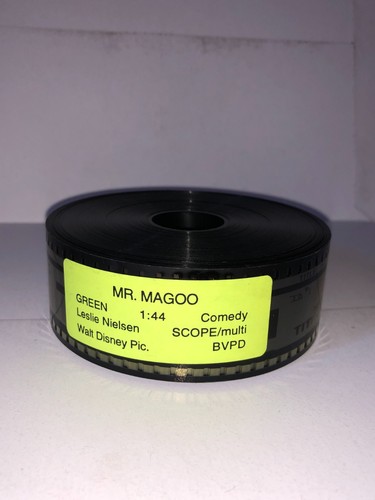 MR. MAGOO
GREEN 1:44 Comedy
Leslie Nielsen SCOPE/multi
Walt Disney Pic. BVPD